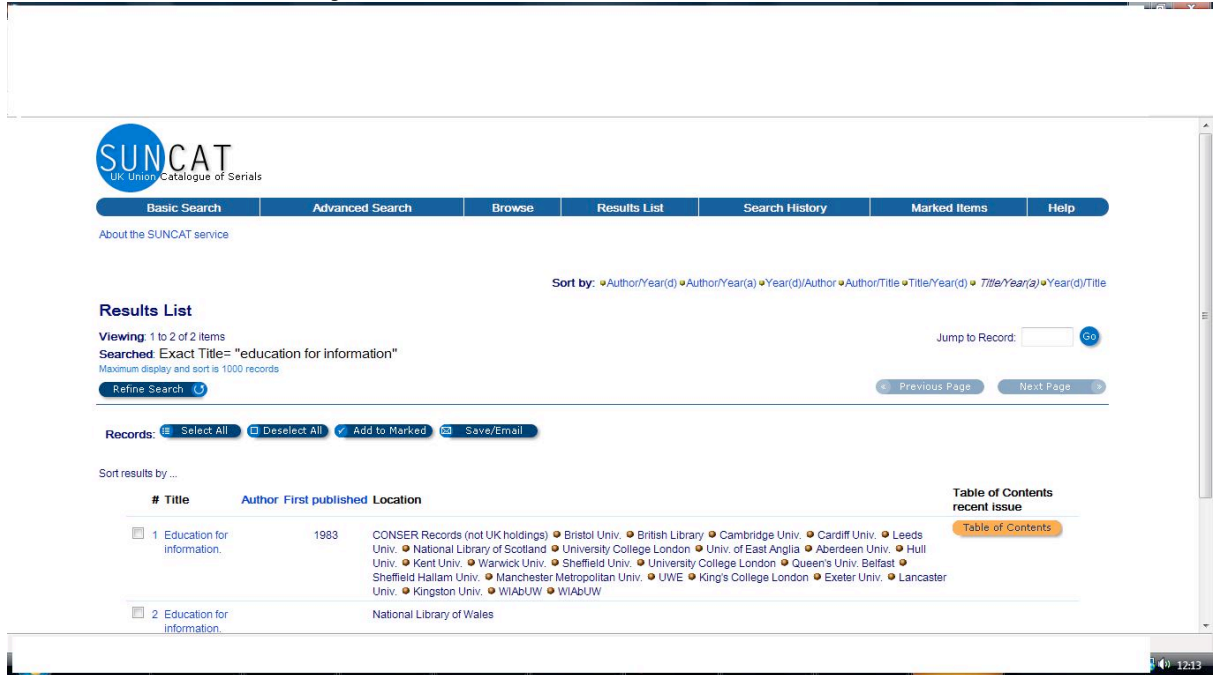 SUNCAT
UK Union Catalogue of Serials
Basic Search Advanced Search Browse Results List Search History Marked Items Help
About the SUNCAT service
Sort by: Author/Year(d) Author/Year(a) Year(d)/Author Author/Title Title/Year(d) Title/Year(a) Year(d)/Title
Results List
Viewing: 1 to 2 of 2 items
Jump to Record: Go
Searched: Exact Title= "education for information"
Maximum display and sort is 1000 records
Refine Search
Previous Page Next Page
Records: Select All Deselect All Add to Marked Save/Email
Sort results by ...
# Title Author First published Location Table of Contents
recent issue
1 Education for 1983 CONSER Records (not UK holdings) Bristol Univ. British Library Cambridge Univ. Cardiff Univ. Leeds Table of Contents
information. Univ. National Library of Scotland University College London Univ. of East Anglia Aberdeen Univ. Hull
Univ. Kent Univ. Warwick Univ. Sheffield Univ. University College London Queen's Univ. Belfast
Sheffield Hallam Univ. Manchester Metropolitan Univ. UWE King's College London Exeter Univ. Lancaster
Univ. Kingston Univ. WlAbUW WlAbUW
2 Education for National Library of Wales
information.
12:13